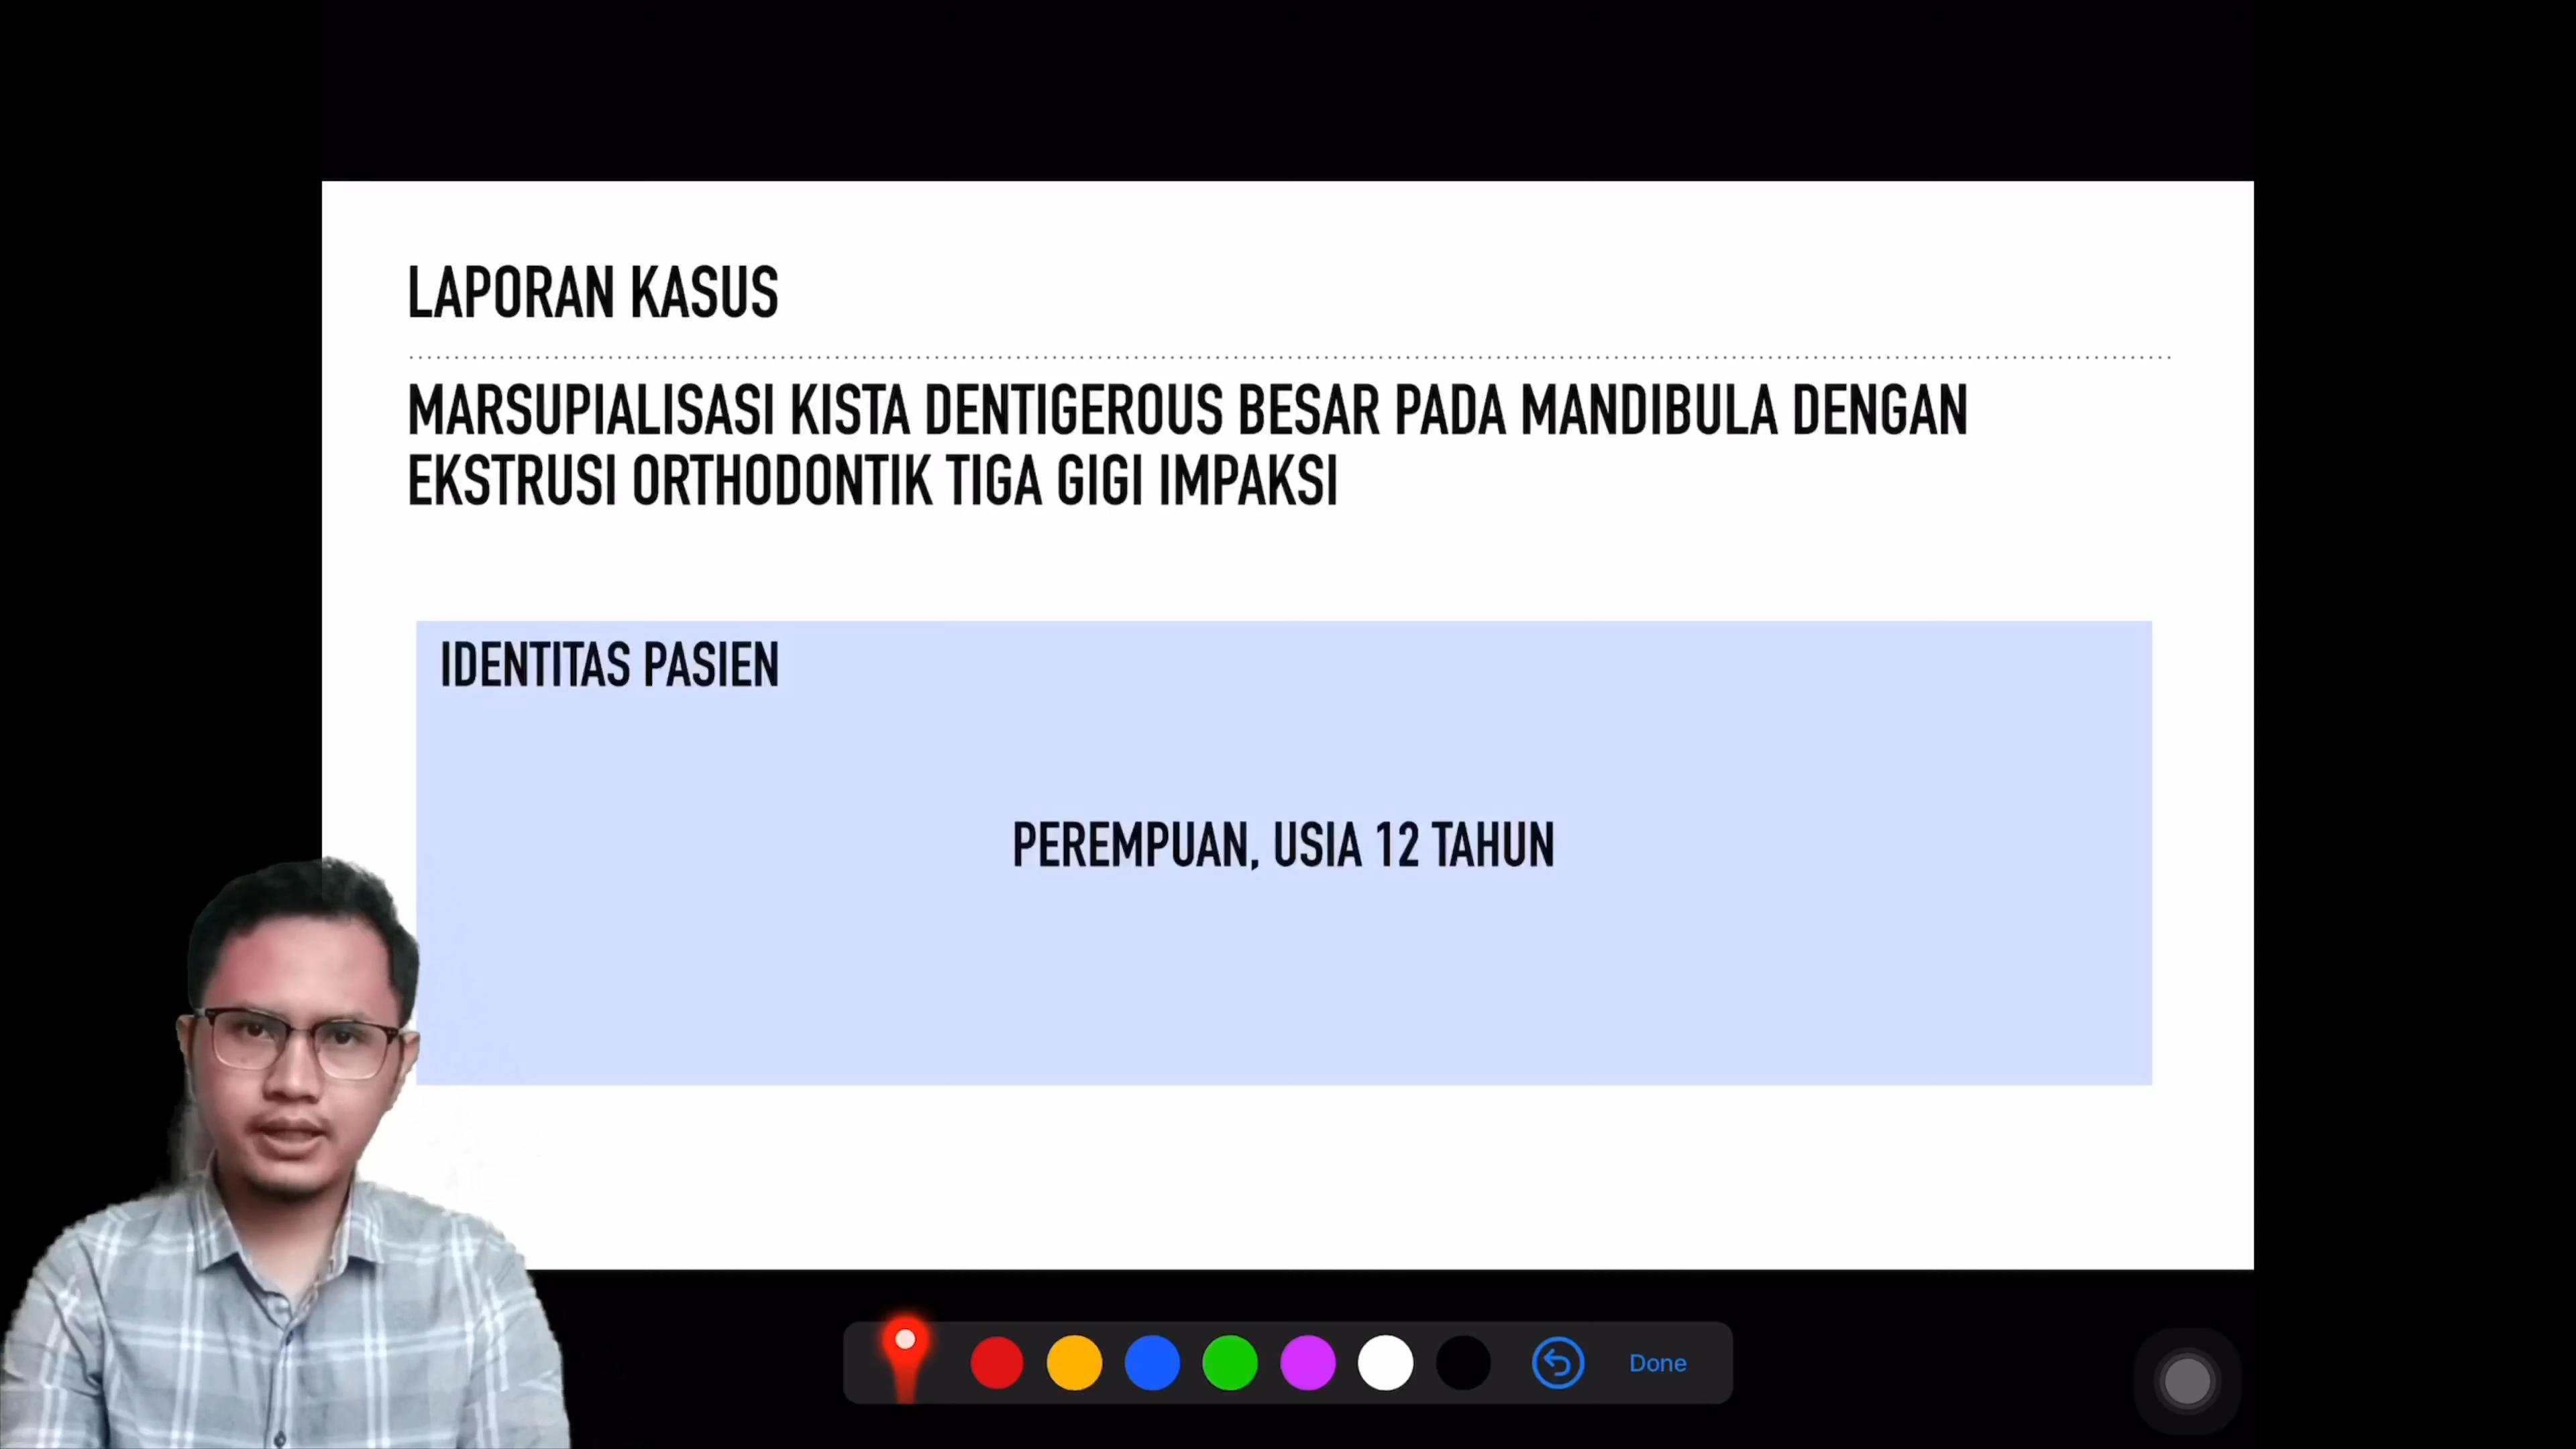 LAPORAN KASUS
MARSUPIALISASI KISTA DENTIGEROUS BESAR PADA MANDIBULA DENGAN
EKSTRUSI ORTHODONTIK TIGA GIGI IMPAKSI
IDENTITAS PASIEN
PEREMPUAN, USIA 12 TAHUN
Done